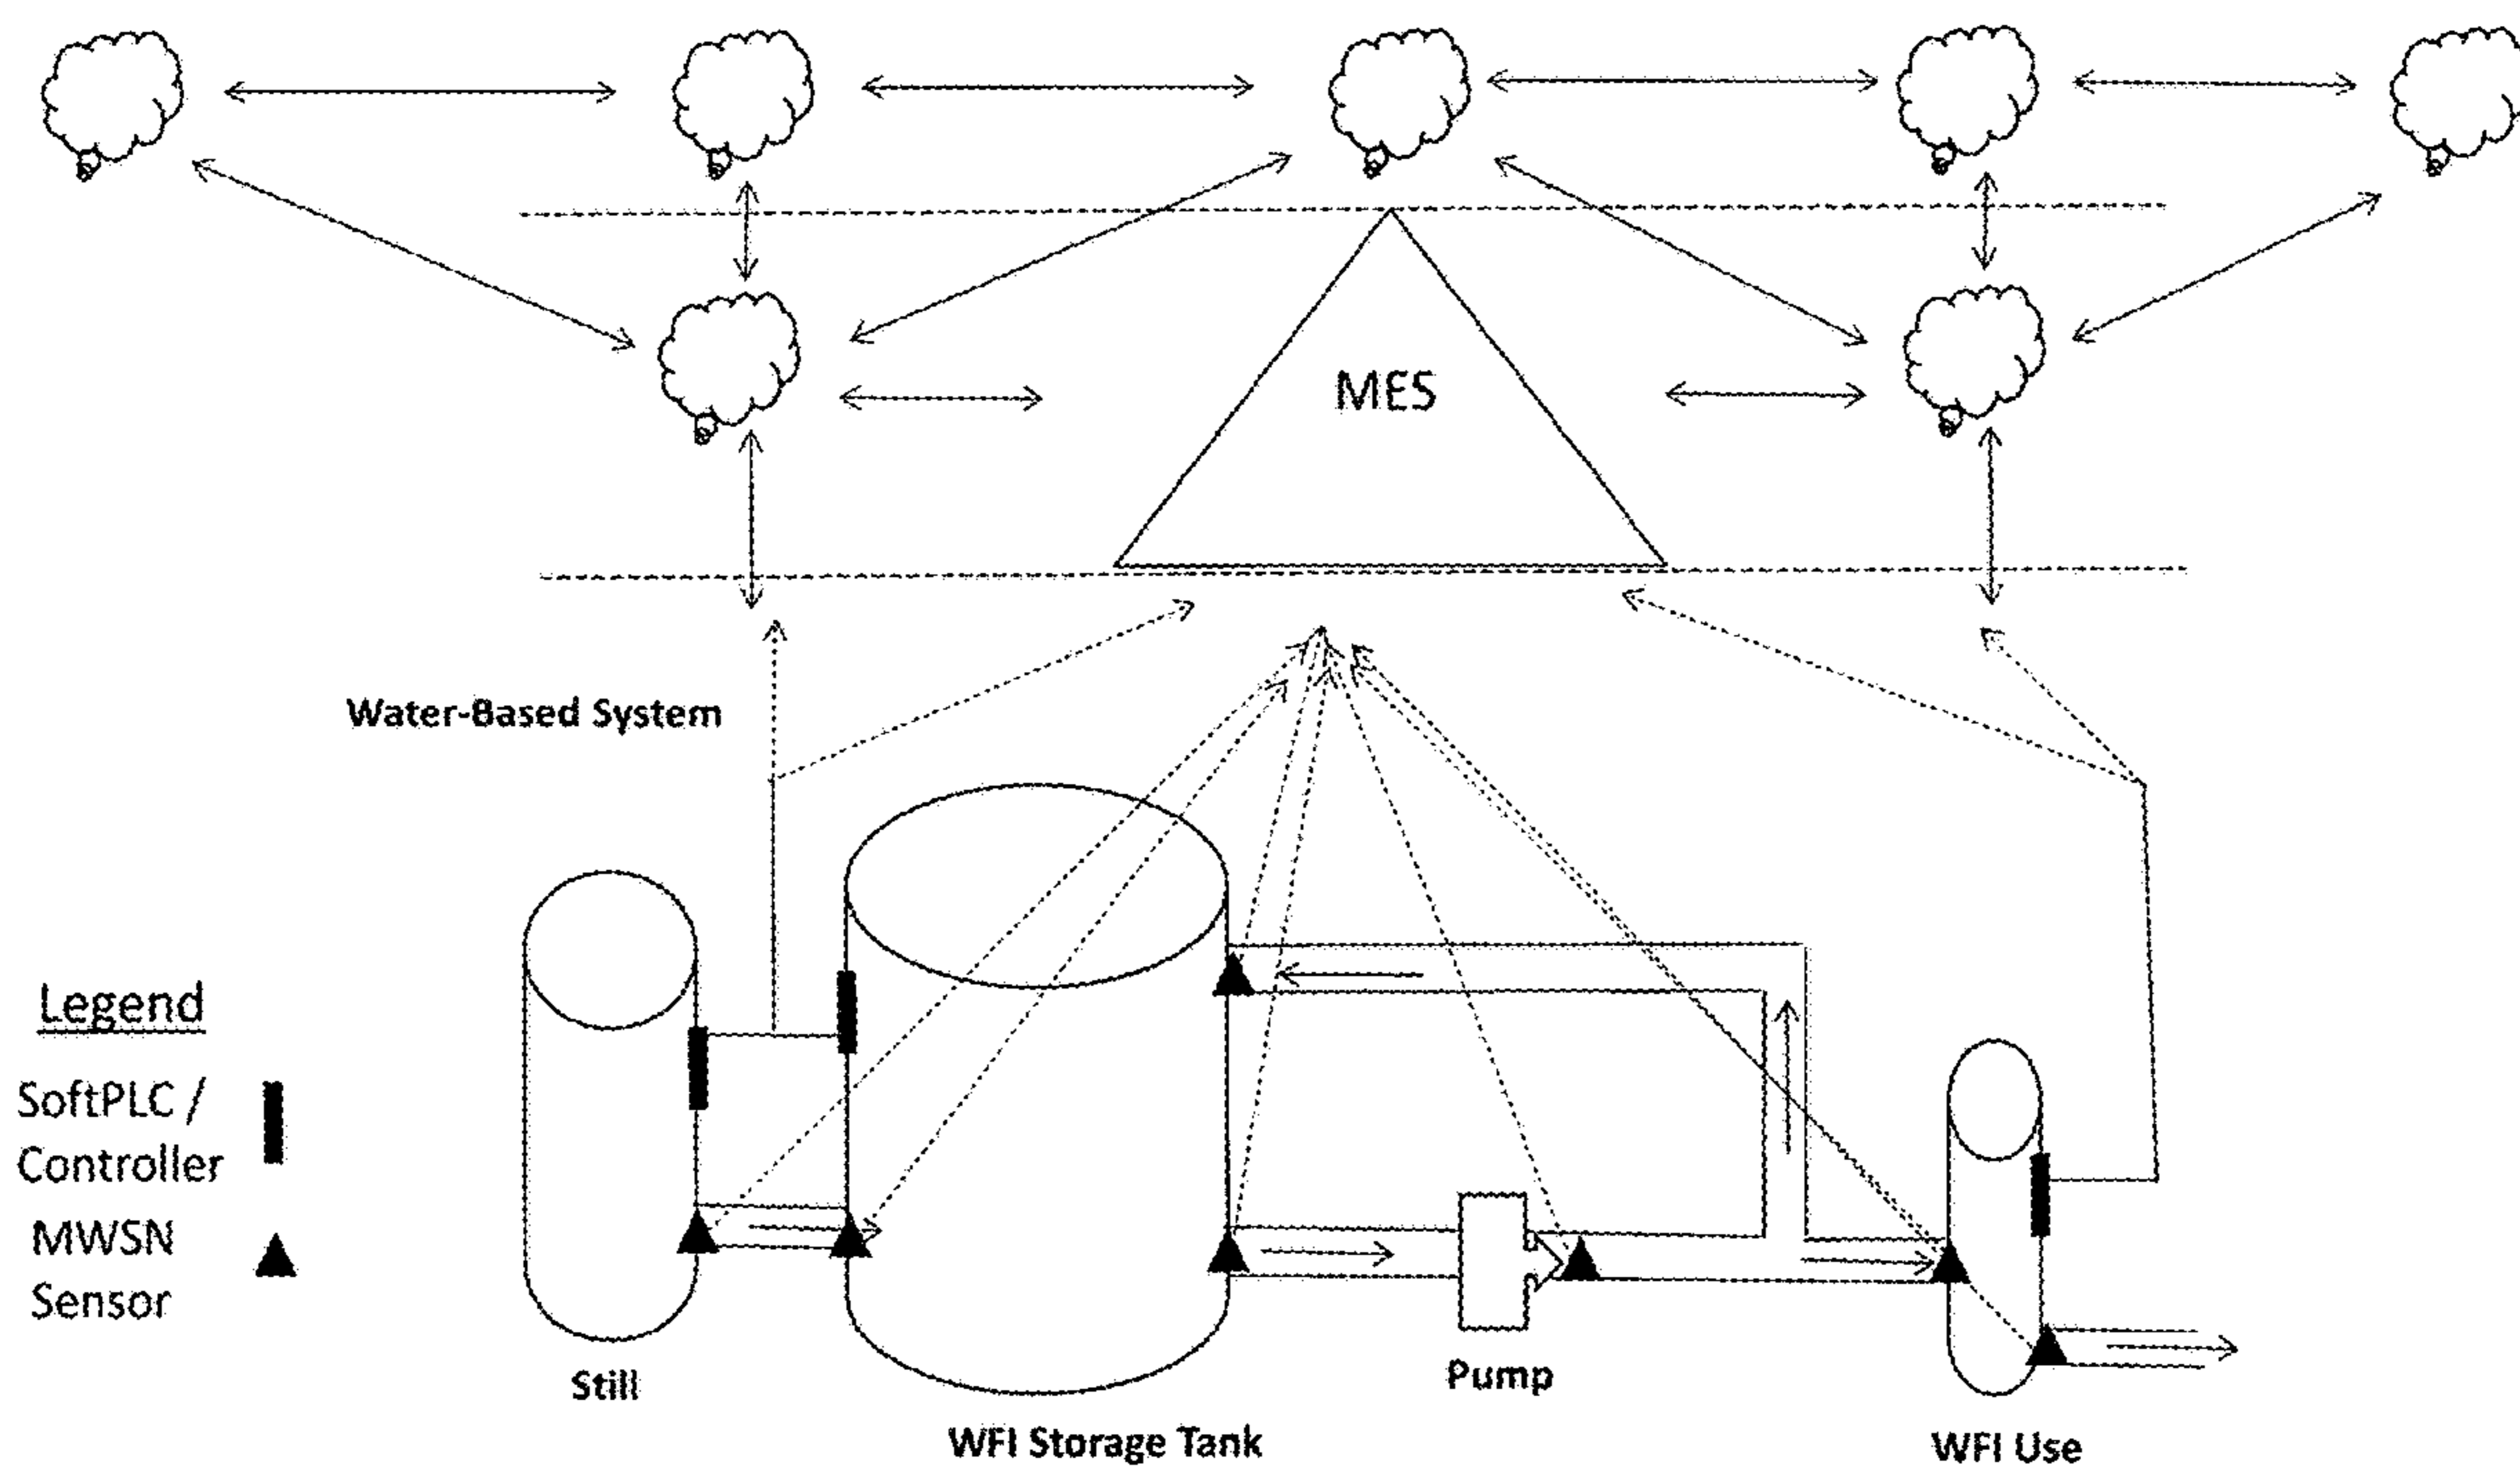 MES
Water-Based System
Legend
SoftPLC /
Controller
MWSN
Sensor
Still
WFI Storage Tank
Pump
WFI Use